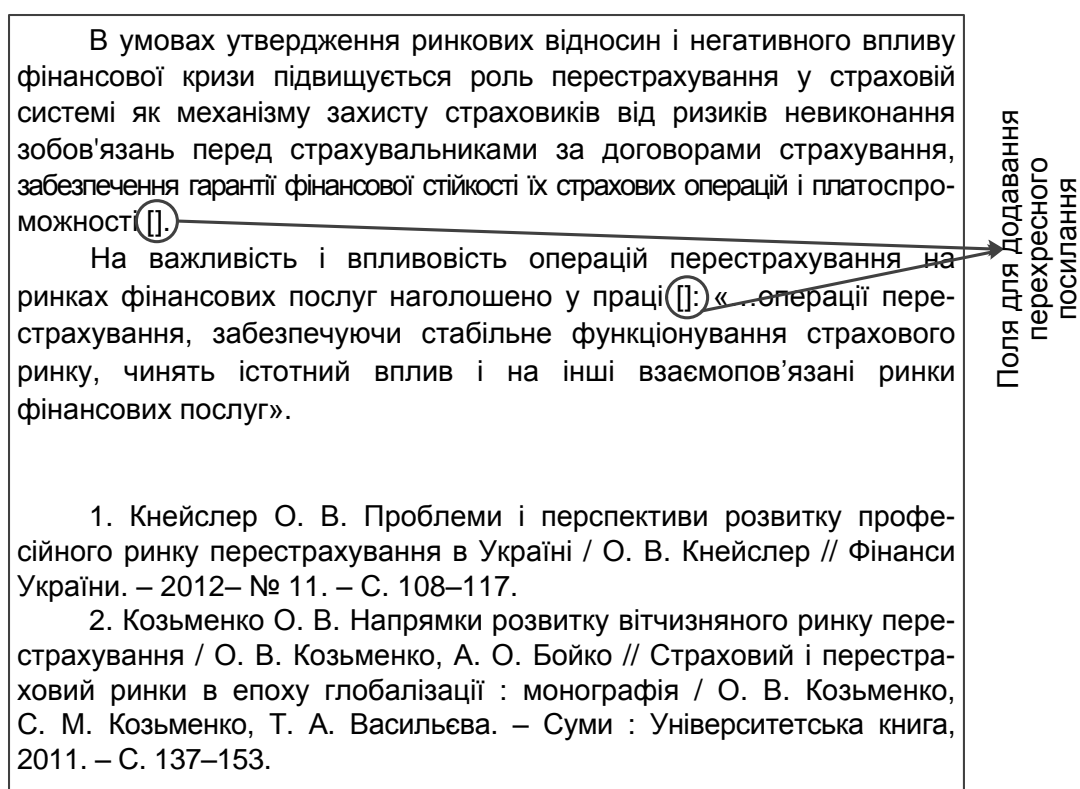 В умовах утвердження ринкових відносин і негативного впливу
фінансової кризи підвищується роль перестрахування у страховій
системі як механізму захисту страховиків від ризиків невиконання
зобов'язань перед страхувальниками за договорами страхування,
забезпечення гарантії фінансової стійкості їх страхових операцій і платоспро-
можності [].
На важливість і впливовість операцій перестрахування на
ринках фінансових послуг наголошено у праці []: « ...операції пере-
страхування, забезпечуючи стабільне функціонування страхового
ринку, чинять істотний вплив і на інші взаємопов’язані ринки
фінансових послуг».
1. Кнейслер О. В. Проблеми і перспективи розвитку профе-
сійного ринку перестрахування в Україні / О. В. Кнейслер // Фінанси
України. – 2012– № 11. – С. 108–117.
2. Козьменко О. В. Напрямки розвитку вітчизняного ринку пере-
страхування / О. В. Козьменко, А. О. Бойко // Страховий і перестра-
ховий ринки в епоху глобалізації : монографія / О. В. Козьменко,
С. М. Козьменко, Т. А. Васильєва. – Суми : Університетська книга,
2011. – С. 137–153.
Поля для додавання
перехресного
посилання